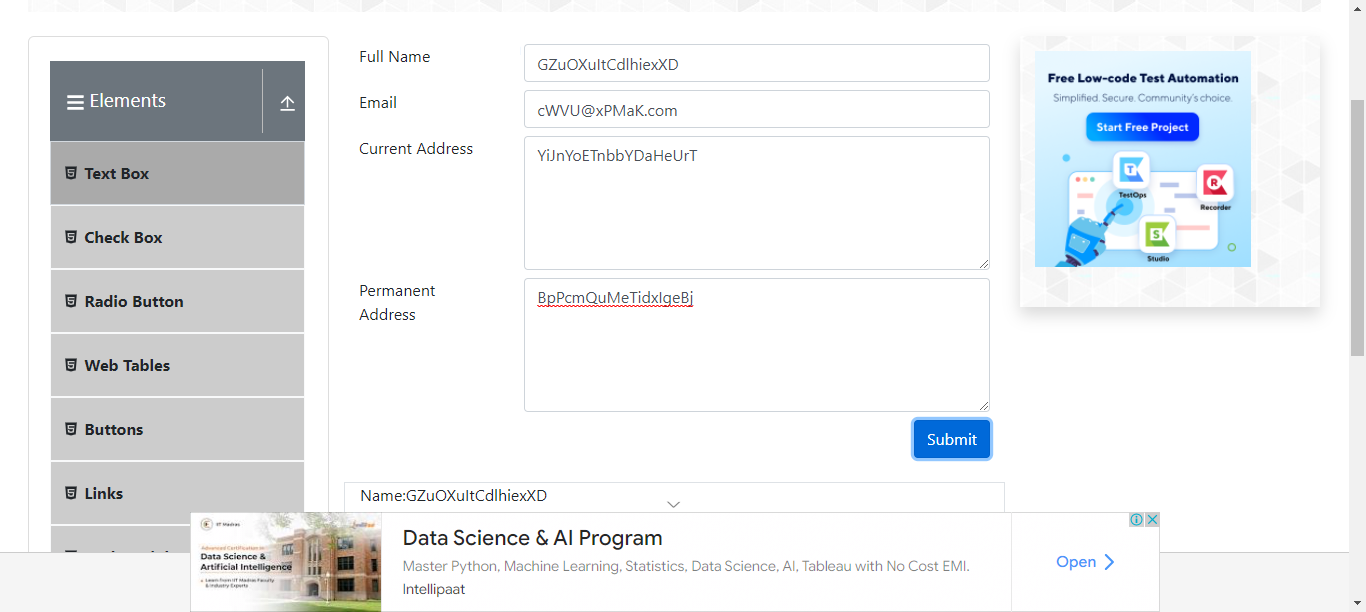 Elements
Text Box
Check Box
Radio Button
Web Tables
Buttons
Links
Full Name
GZuOXuItCdlhiexXD
Email
cWVU@xPMaK.com
Current Address
YiJnYoETnbbYDaHeUrT
Permanent
Address
BpPcmQuMeTidxIgeBj
Submit
Name:GZuOXuItCdlhiexXD
Free Low-code Test Automation
Simplified. Secure. Community's choice.
Start Free Project
TestOps
Recorder
Studio
IIT Madras
Advanced Certification in
Data Science &
Artificial Intelligence
Learn from IIT Madras Faculty
& Industry Experts
Data Science & AI Program
Master Python, Machine Learning, Statistics, Data Science, AI, Tableau with No Cost EMI.
Intellipaat
Open